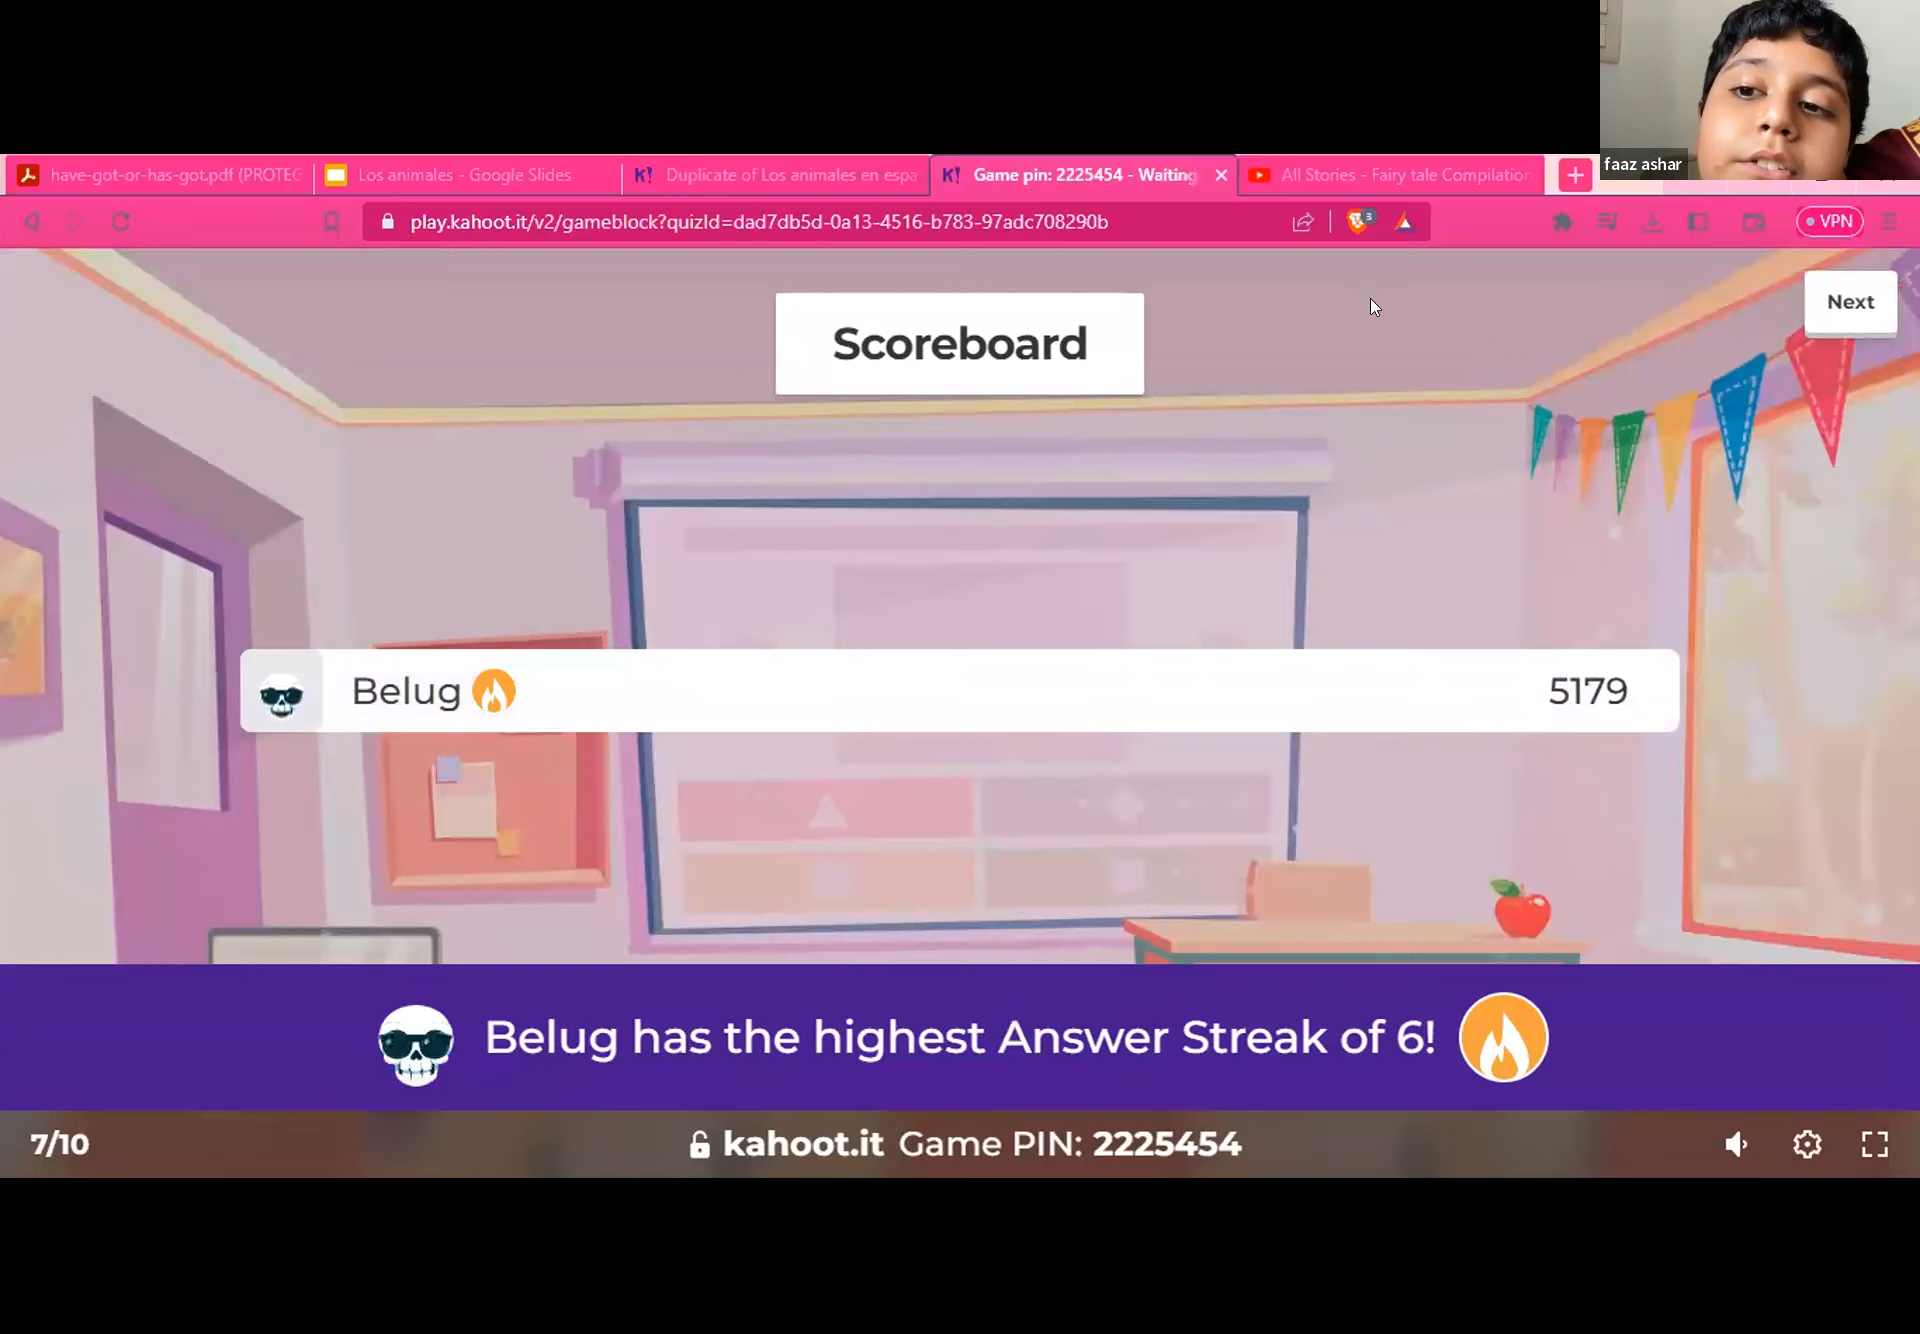 faaz ashar
have-got-or-has-got.pdf (PROTEC
Los animales - Google Slides
K! Duplicate of Los animales en espa
K! Game pin: 2225454 - Waiting
All Stories - Fairy tale Compilation
play.kahoot.it/v2/gameblock?quizId=dad7db5d-0a13-4516-b783-97adc708290b
3
VPN
Next
Scoreboard
Belug 5179
Belug has the highest Answer Streak of 6!
7/10
kahoot.it Game PIN: 2225454